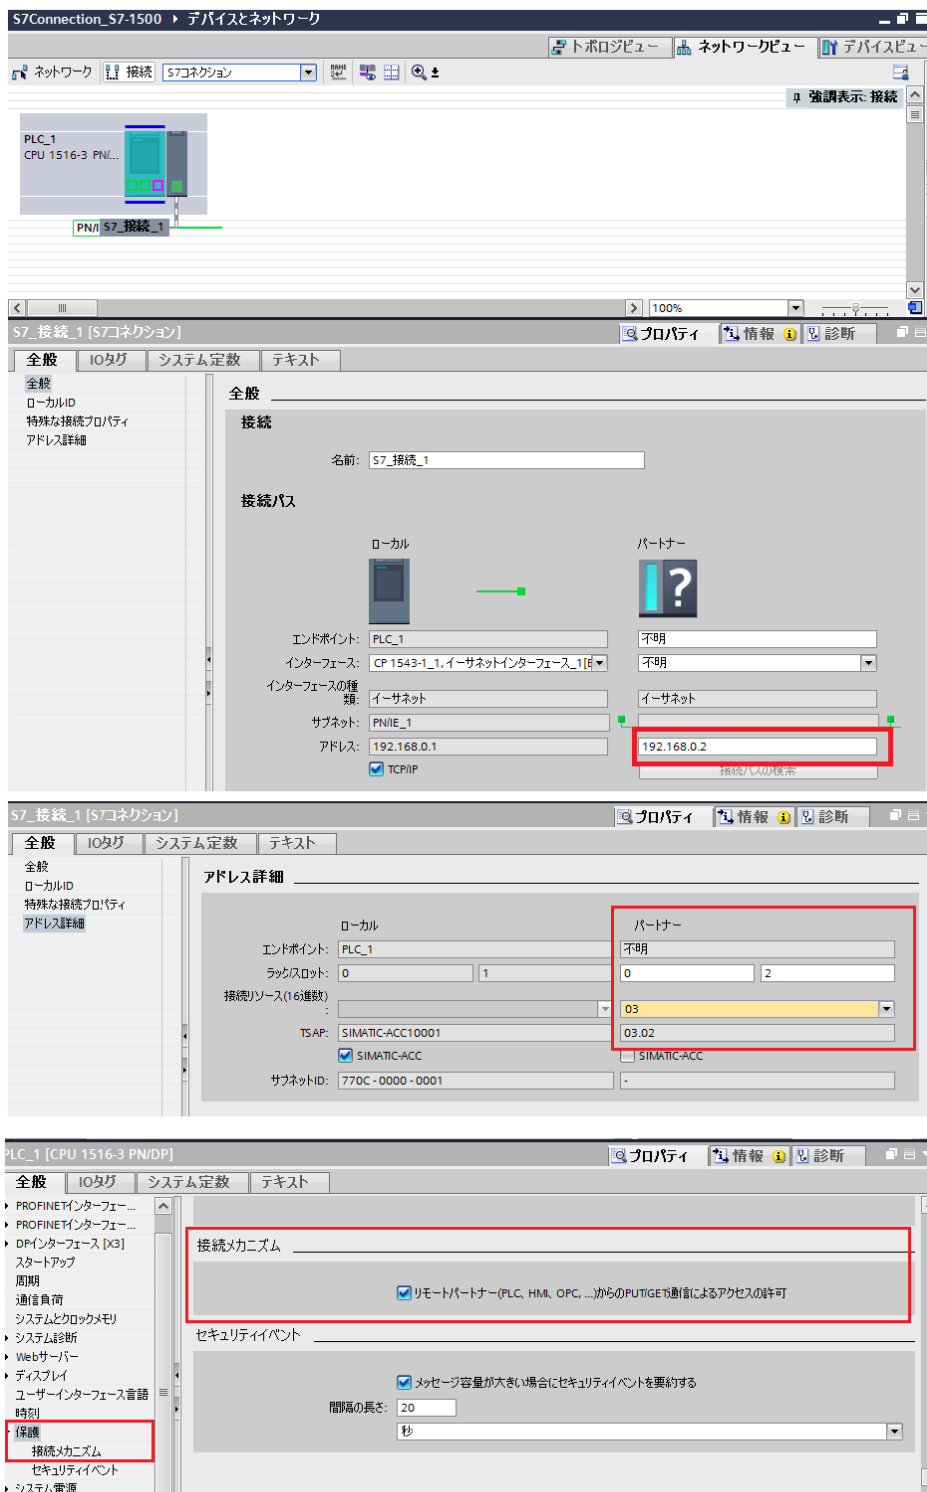 S7Connection_S7-1500 ▸ デバイスとネットワーク
トポロジビュー ネットワークビュー デバイスビュー
ネットワーク 接続 S7コネクション
強調表示: 接続
PLC_1
CPU 1516-3 PN/...
PN/I S7_接続_1
100%
S7_接続_1 [S7コネクション] プロパティ 情報 診断
全般 IOタグ システム定数 テキスト
全般
ローカルID
特殊な接続プロパティ
アドレス詳細
全般
接続
名前: S7_接続_1
接続パス
ローカル パートナー
エンドポイント: PLC_1 不明
インターフェース: CP 1543-1_1, イーサネットインターフェース_1[E 不明
インターフェースの種
類: イーサネット イーサネット
サブネット: PN/IE_1
アドレス: 192.168.0.1 192.168.0.2
TCP/IP 接続パスの検索
S7_接続_1 [S7コネクション] プロパティ 情報 診断
全般 IOタグ システム定数 テキスト
全般
ローカルID
特殊な接続プロパティ
アドレス詳細
アドレス詳細
ローカル パートナー
エンドポイント: PLC_1 不明
ラック/スロット: 0 1 0 2
接続リソース(16進数)
: 03
TSAP: SIMATIC-ACC10001 03.02
SIMATIC-ACC SIMATIC-ACC
サブネットID: 770C - 0000 - 0001 -
PLC_1 [CPU 1516-3 PN/DP] プロパティ 情報 診断
全般 IOタグ システム定数 テキスト
PROFINETインターフェー...
PROFINETインターフェー...
DPインターフェース [X3]
スタートアップ
周期
通信負荷
システムとクロックメモリ
システム診断
Webサーバー
ディスプレイ
ユーザーインターフェース言語
時刻
保護
接続メカニズム
セキュリティイベント
システム電源
接続メカニズム
リモートパートナー(PLC、HMI、OPC、...)からのPUT/GET通信によるアクセスの許可
セキュリティイベント
メッセージ容量が大きい場合にセキュリティイベントを要約する
間隔の長さ: 20
秒